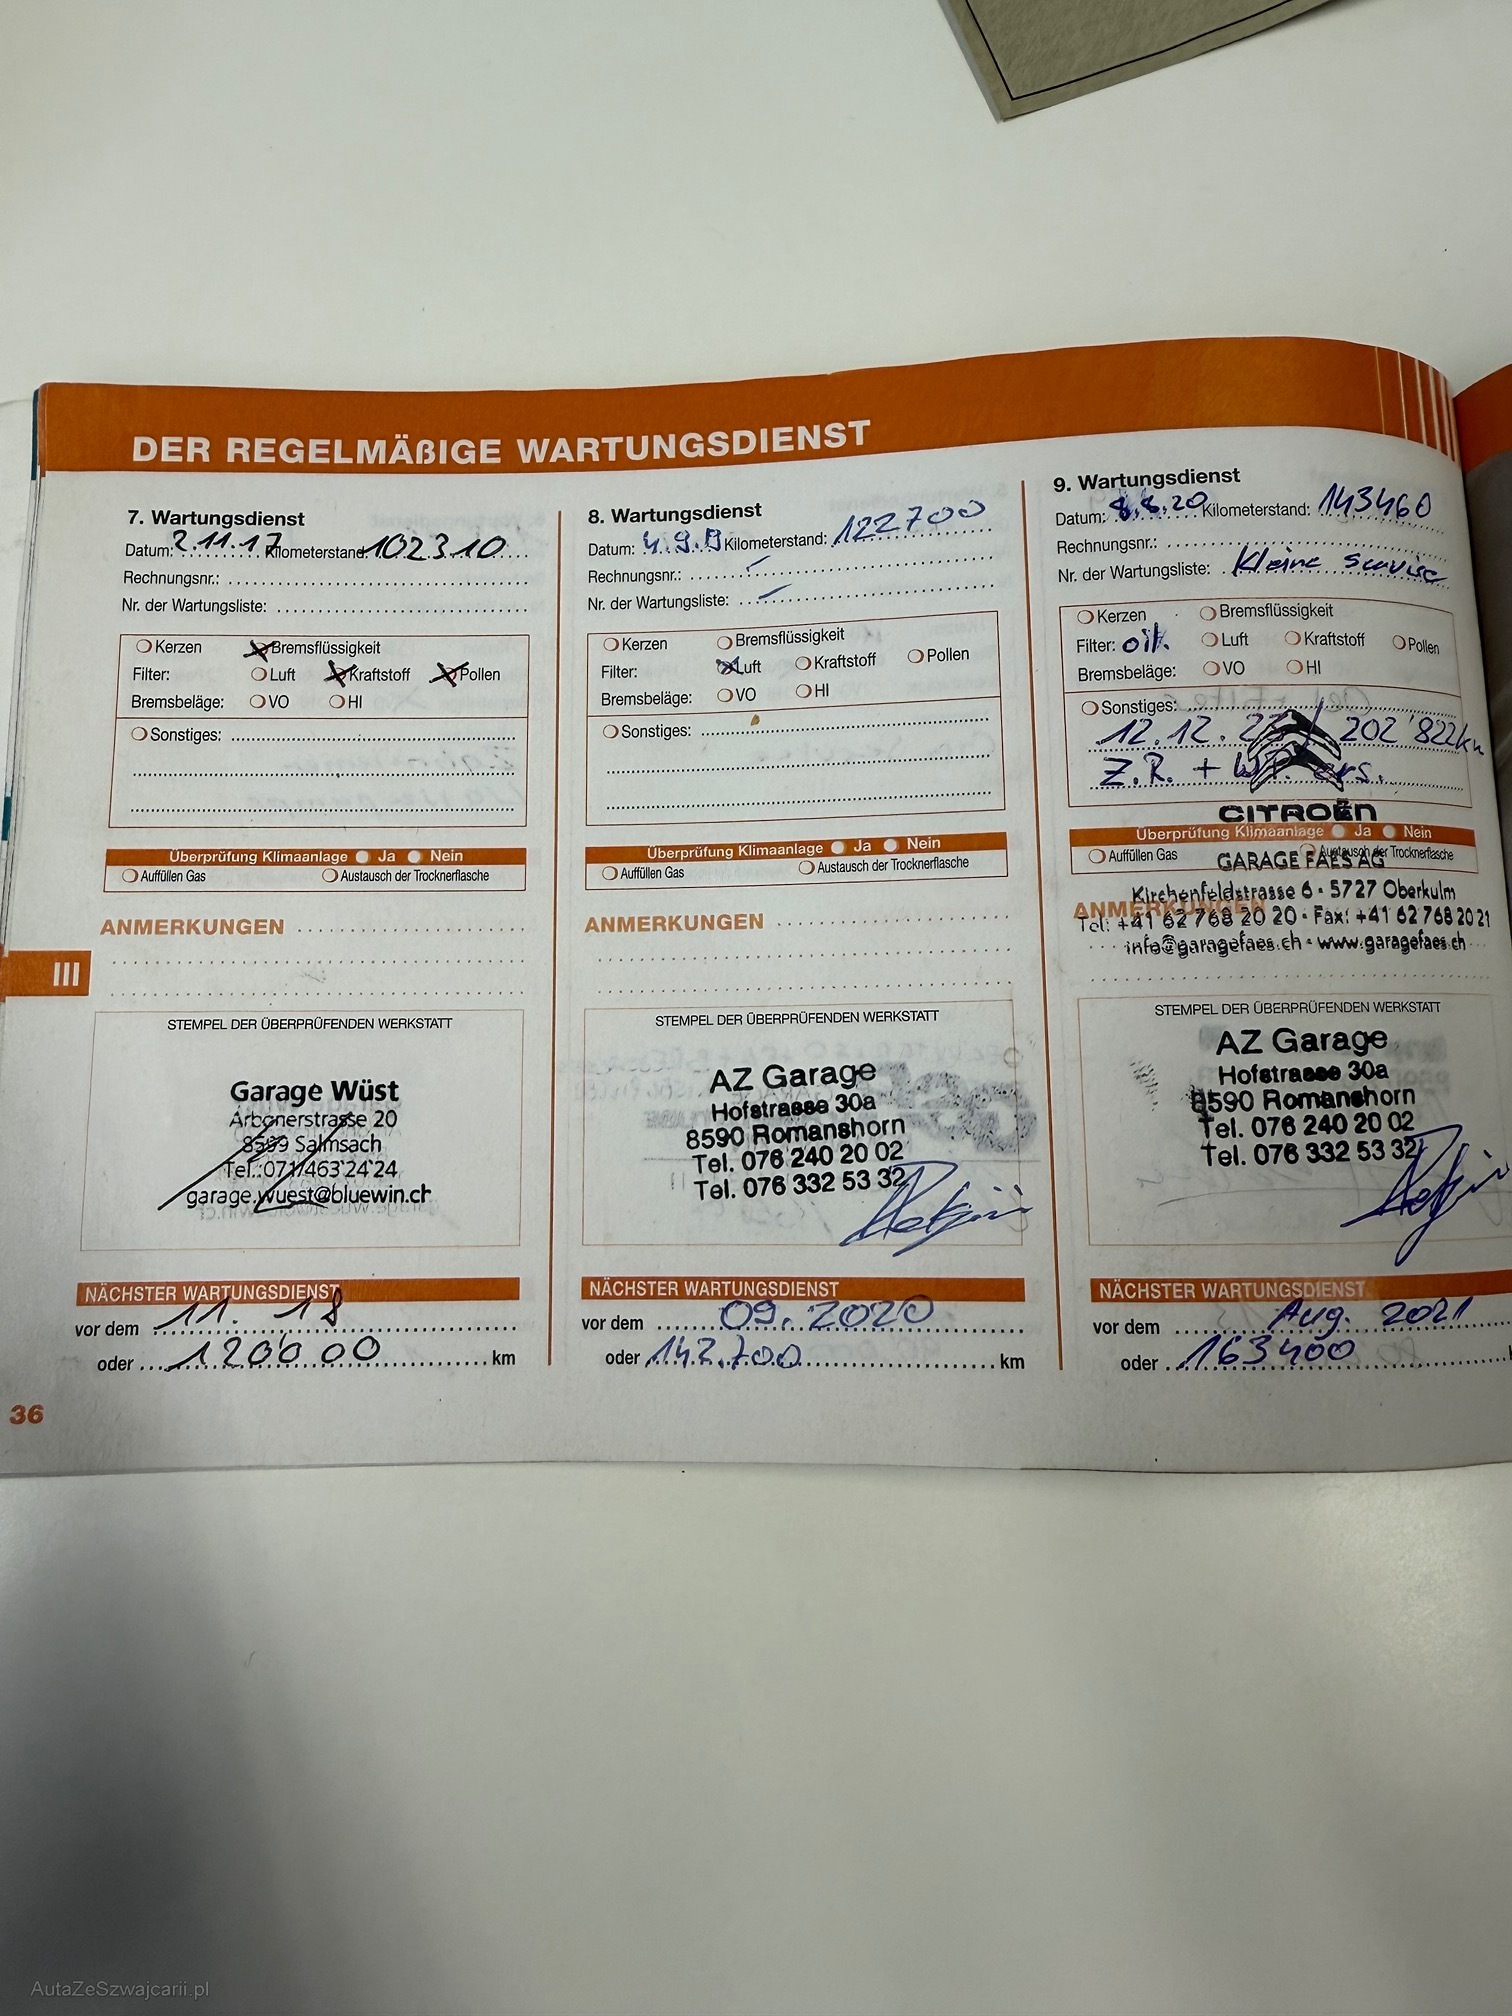 DER REGELMÄßIGE WARTUNGSDIENST
7. Wartungsdienst
Datum: 2.11.17 Kilometerstand 102310
Rechnungsnr.:
Nr. der Wartungsliste:
Kerzen Bremsflüssigkeit
Filter: Luft Kraftstoff Pollen
Bremsbeläge: VO HI
Sonstiges:
Überprüfung Klimaanlage Ja Nein
Auffüllen Gas Austausch der Trocknerflasche
ANMERKUNGEN
III
STEMPEL DER ÜBERPRÜFENDEN WERKSTATT
Garage Wüst
Arbonerstrasse 20
8599 Salmsach
Tel.:071/463'24'24
garage.wuest@bluewin.ch
NÄCHSTER WARTUNGSDIENST
vor dem 11. 18
oder 120000 km
36
8. Wartungsdienst
Datum: 4.9. Kilometerstand: 122700
Rechnungsnr.:
Nr. der Wartungsliste:
Kerzen Bremsflüssigkeit
Filter: Luft Kraftstoff Pollen
Bremsbeläge: VO HI
Sonstiges:
Überprüfung Klimaanlage Ja Nein
Auffüllen Gas Austausch der Trocknerflasche
ANMERKUNGEN
STEMPEL DER ÜBERPRÜFENDEN WERKSTATT
AZ Garage
Hofstrasse 30a
8590 Romanshorn
Tel. 076 240 20 02
Tel. 076 332 53 32
NÄCHSTER WARTUNGSDIENST
vor dem 09. 2020
oder 142.700 km
9. Wartungsdienst
Datum: 8.8.20 Kilometerstand: 143460
Rechnungsnr.:
Nr. der Wartungsliste: Kleine service
Kerzen Bremsflüssigkeit
Filter: oil. Luft Kraftstoff Pollen
Bremsbeläge: VO HI
Sonstiges:
12.12. 202'822km
Z.R. + WP. ers.
CITROËN
Überprüfung Klimaanlage Ja Nein
Auffüllen Gas Austausch der Trocknerflasche
GARAGE FAES AG
Kirchenfeldstrasse 6 · 5727 Oberkulm
ANMERKUNGEN
Tel: +41 62 768 20 20 · Fax: +41 62 768 20 21
info@garagefaes.ch · www.garagefaes.ch
STEMPEL DER ÜBERPRÜFENDEN WERKSTATT
AZ Garage
Hofstrasse 30a
8590 Romanshorn
Tel. 076 240 20 02
Tel. 076 332 53 32
NÄCHSTER WARTUNGSDIENST
vor dem Aug. 2021
oder 163400
AutaZeSzwajcarii.pl